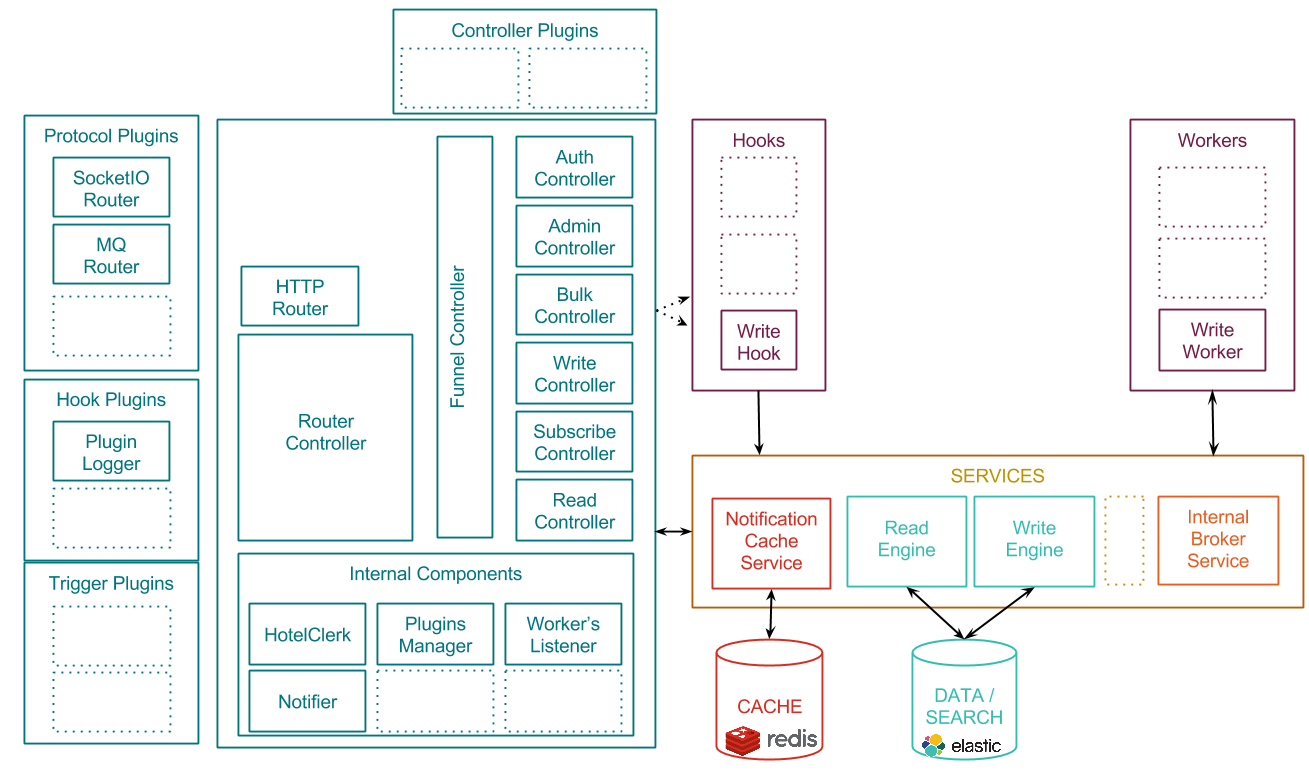 Controller Plugins
Protocol Plugins
SocketIO
Router
MQ
Router
Hook Plugins
Plugin
Logger
Trigger Plugins
HTTP
Router
Router
Controller
Funnel Controller
Auth
Controller
Admin
Controller
Bulk
Controller
Write
Controller
Subscribe
Controller
Read
Controller
Internal Components
HotelClerk
Plugins
Manager
Worker's
Listener
Notifier
Hooks
Write
Hook
Workers
Write
Worker
SERVICES
Notification
Cache
Service
Read
Engine
Write
Engine
Internal
Broker
Service
CACHE
redis
DATA /
SEARCH
elastic